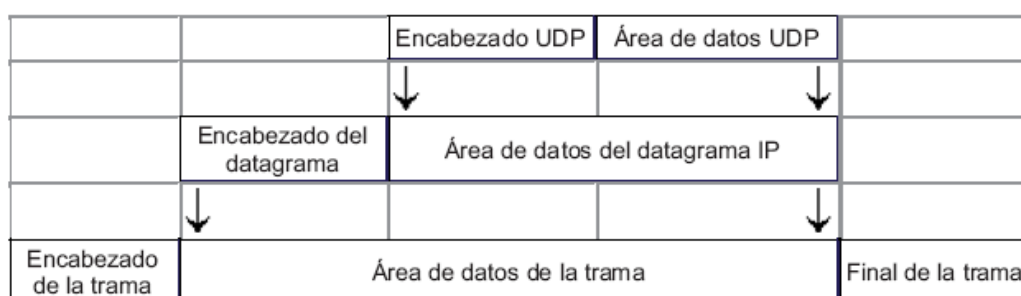 Encabezado UDP
Área de datos UDP
Encabezado del
datagrama
Área de datos del datagrama IP
Encabezado
de la trama
Área de datos de la trama
Final de la trama